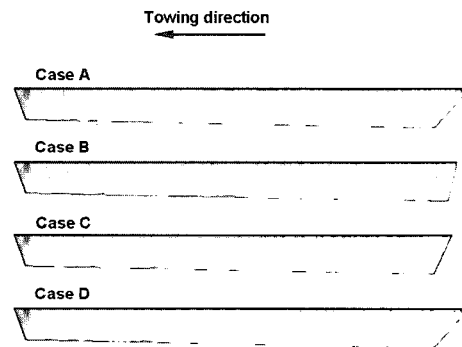 Towing direction
Case A
Case B
Case C
Case D